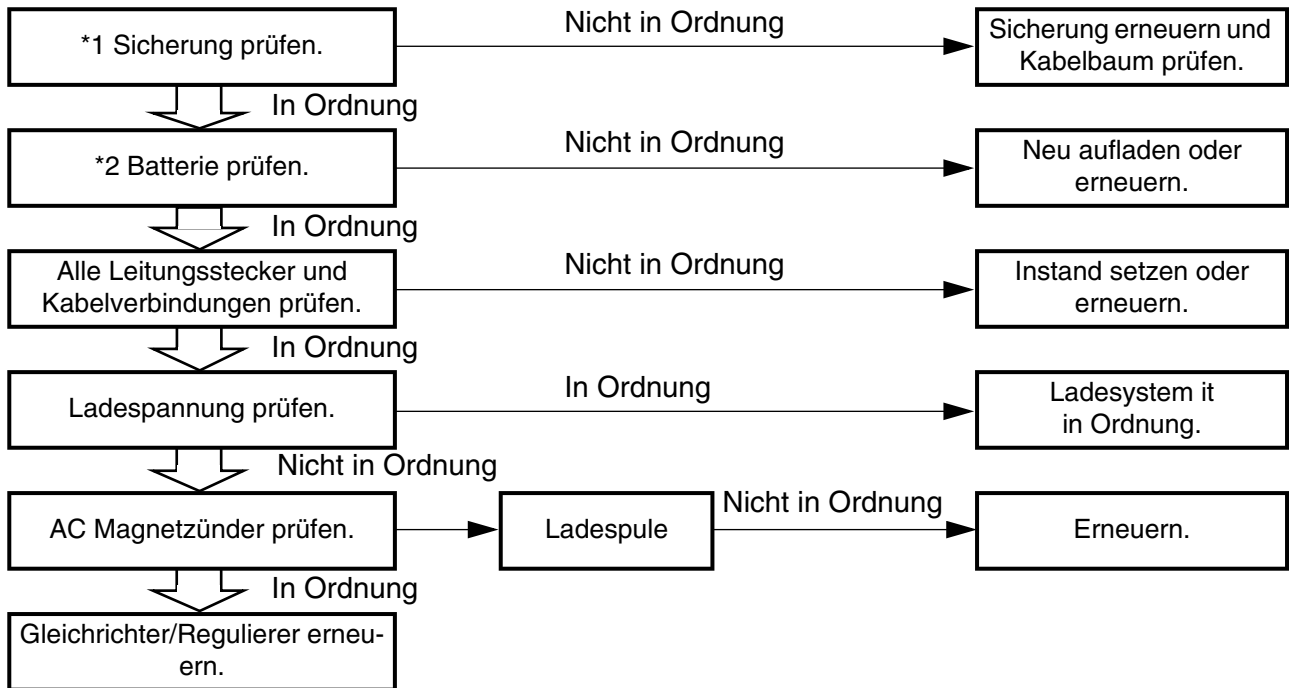 *1 Sicherung prüfen.
Nicht in Ordnung
Sicherung erneuern und
Kabelbaum prüfen.
In Ordnung
*2 Batterie prüfen.
Nicht in Ordnung
Neu aufladen oder
erneuern.
In Ordnung
Alle Leitungsstecker und
Kabelverbindungen prüfen.
Nicht in Ordnung
Instand setzen oder
erneuern.
In Ordnung
Ladespannung prüfen.
In Ordnung
Ladesystem it
in Ordnung.
Nicht in Ordnung
AC Magnetzünder prüfen.
Ladespule
Nicht in Ordnung
Erneuern.
In Ordnung
Gleichrichter/Regulierer erneu-
ern.